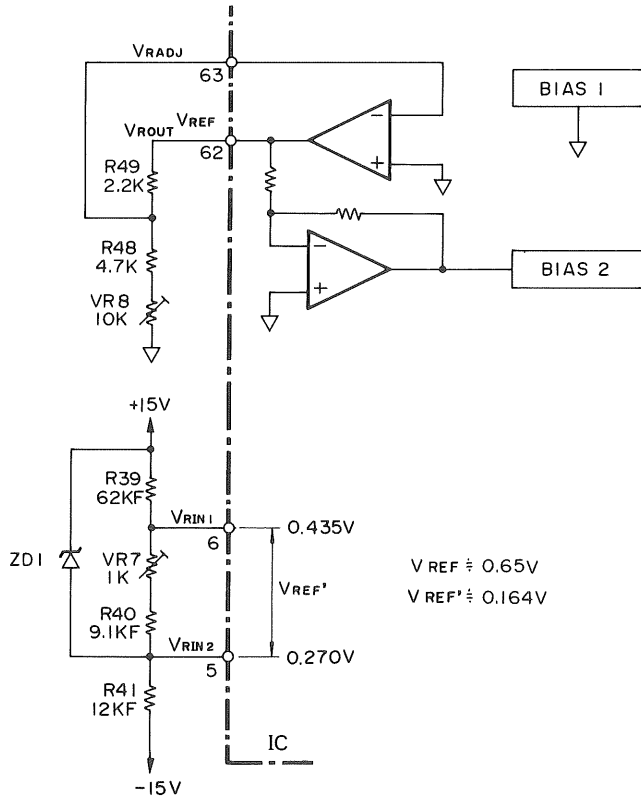 VRADJ
63
BIAS 1
VROUT
VREF
62
R49
2.2K
−
+
R48
4.7K
VR8
10K
−
+
BIAS 2
+15V
R39
62KF
VRIN1
6
0.435V
ZD1
VR7
1K
VREF'
V REF ≑ 0.65V
V REF' ≑ 0.164V
R40
9.1KF
VRIN2
5
0.270V
R41
12KF
IC
−15V